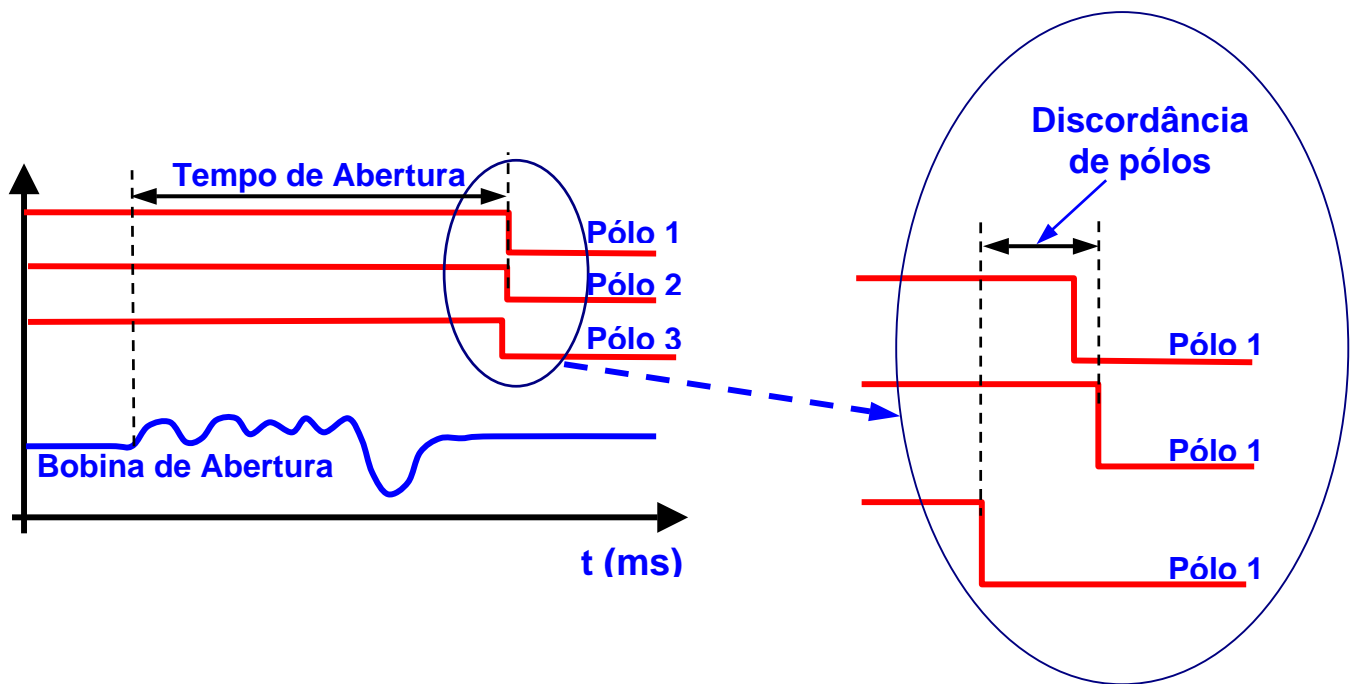 Discordância
de pólos
Tempo de Abertura
Pólo 1
Pólo 2
Pólo 3
Bobina de Abertura
t (ms)
Pólo 1
Pólo 1
Pólo 1